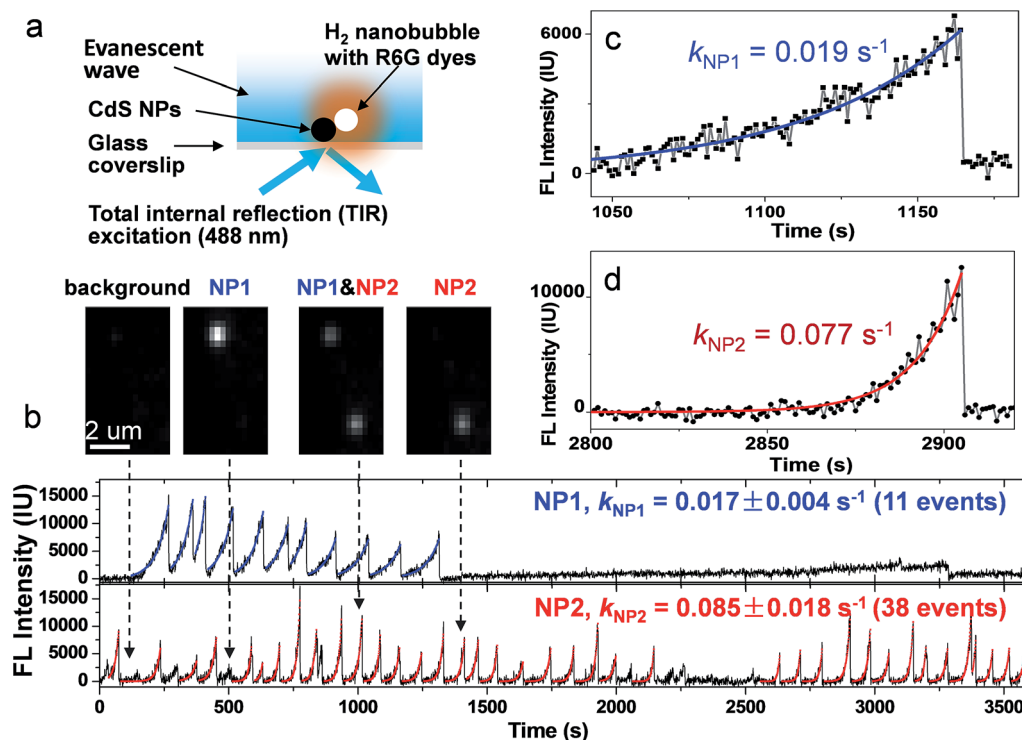 a
Evanescent
wave
CdS NPs
Glass
coverslip
H2 nanobubble
with R6G dyes
Total internal reflection (TIR)
excitation (488 nm)
c
kNP1 = 0.019 s-1
FL Intensity (IU)
6000
0
1050
1100
1150
Time (s)
d
kNP2 = 0.077 s-1
FL Intensity (IU)
10000
0
2800
2850
2900
Time (s)
background
NP1
NP1&NP2
NP2
b
2 um
FL Intensity (IU)
15000
10000
5000
0
NP1, kNP1 = 0.017±0.004 s-1 (11 events)
15000
10000
5000
0
NP2, kNP2 = 0.085±0.018 s-1 (38 events)
0
500
1000
1500
2000
2500
3000
3500
Time (s)